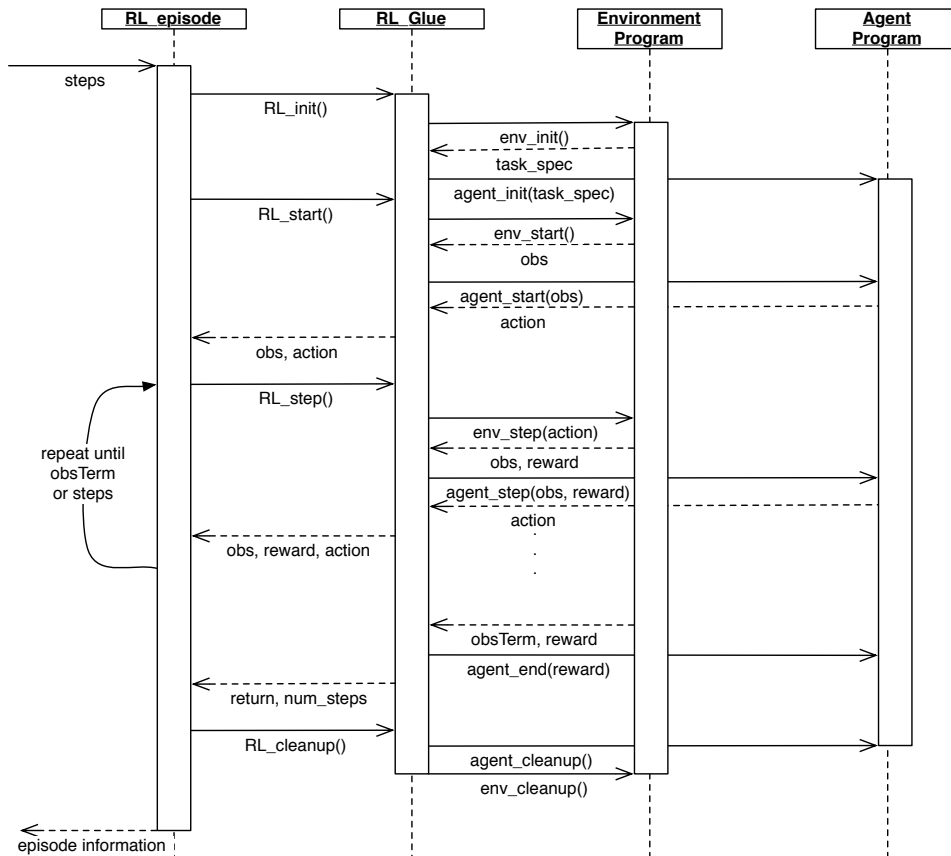 RL_episode
RL_Glue
Environment
Program
Agent
Program
steps
RL_init()
env_init()
task_spec
agent_init(task_spec)
RL_start()
env_start()
obs
agent_start(obs)
action
obs, action
RL_step()
env_step(action)
obs, reward
repeat until
obsTerm
or steps
agent_step(obs, reward)
action
obs, reward, action
.
.
.
obsTerm, reward
agent_end(reward)
return, num_steps
RL_cleanup()
agent_cleanup()
env_cleanup()
episode information